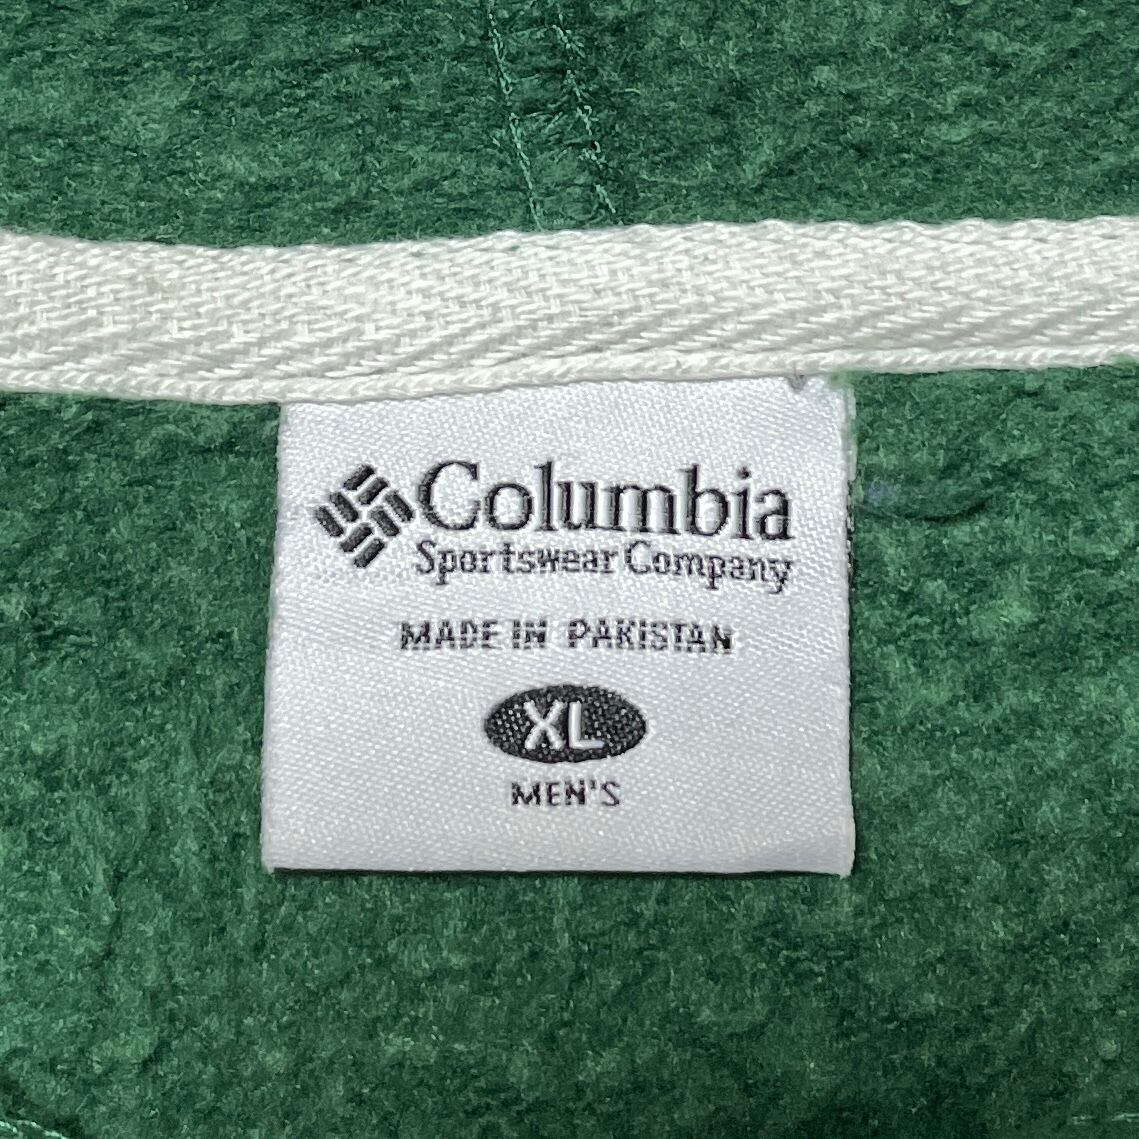 Columbia
Sportswear Company
MADE IN PAKISTAN
XL
MEN'S